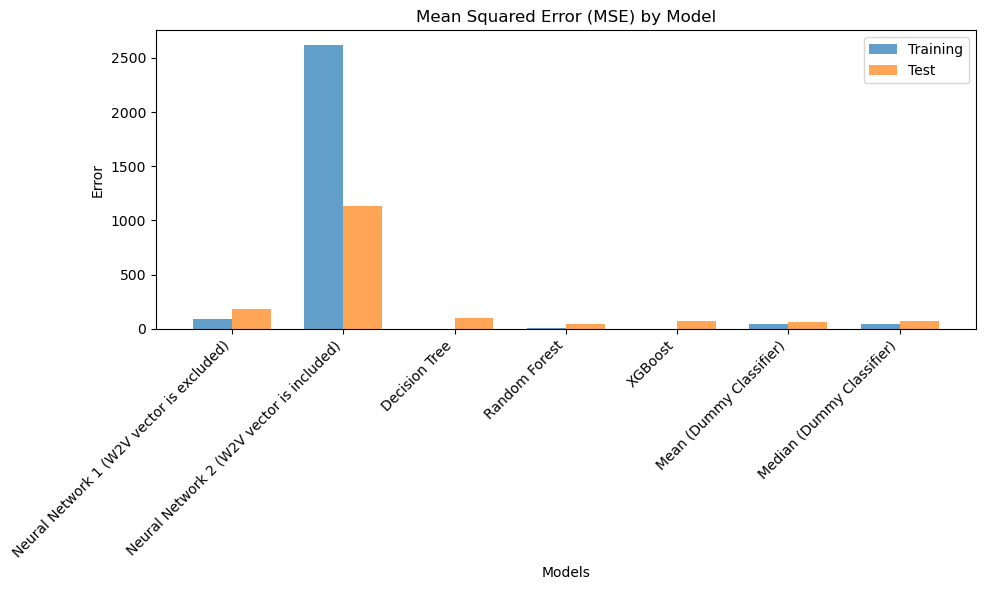 Mean Squared Error (MSE) by Model
Training
Test
Error
2500
2000
1500
1000
500
0
Neural Network 1 (W2V vector is excluded)
Neural Network 2 (W2V vector is included)
Decision Tree
Random Forest
XGBoost
Mean (Dummy Classifier)
Median (Dummy Classifier)
Models